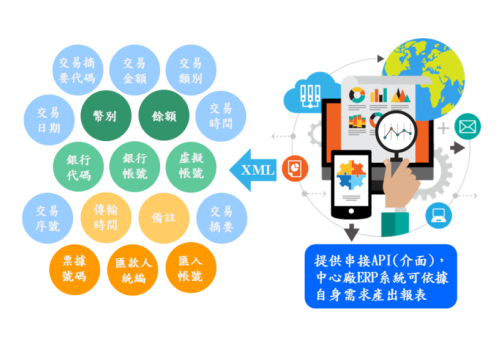 交易摘
要代碼
交易
金額
交易
類別
交易
日期
幣別
餘額
交易
時間
銀行
代碼
銀行
帳號
虛擬
帳號
XML
交易
序號
傳輸
時間
備註
交易
摘要
票據
號碼
匯款人
統編
匯入
帳號
提供串接API(介面)，
中心廠ERP系統可依據
自身需求產出報表